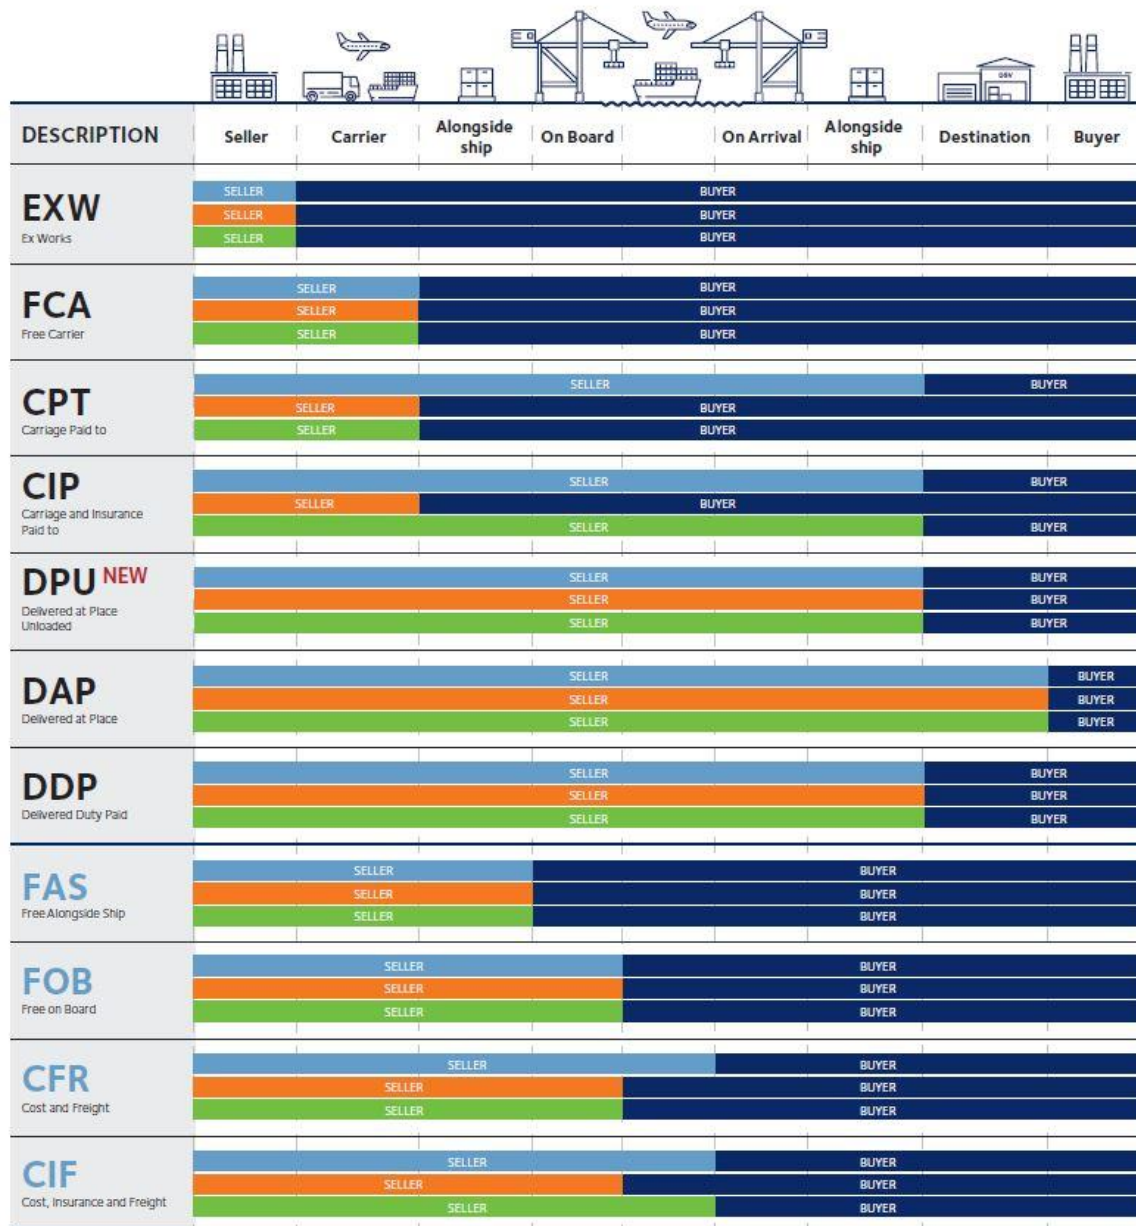 DSV
DESCRIPTION
Seller
Carrier
Alongside
ship
On Board
On Arrival
Alongside
ship
Destination
Buyer
EXW
Ex Works
SELLER BUYER
SELLER BUYER
SELLER BUYER
FCA
Free Carrier
SELLER BUYER
SELLER BUYER
SELLER BUYER
CPT
Carriage Paid to
SELLER BUYER
SELLER BUYER
SELLER BUYER
CIP
Carriage and Insurance
Paid to
SELLER BUYER
SELLER BUYER
SELLER BUYER
DPU NEW
Delivered at Place
Unloaded
SELLER BUYER
SELLER BUYER
SELLER BUYER
DAP
Delivered at Place
SELLER BUYER
SELLER BUYER
SELLER BUYER
DDP
Delivered Duty Paid
SELLER BUYER
SELLER BUYER
SELLER BUYER
FAS
Free Alongside Ship
SELLER BUYER
SELLER BUYER
SELLER BUYER
FOB
Free on Board
SELLER BUYER
SELLER BUYER
SELLER BUYER
CFR
Cost and Freight
SELLER BUYER
SELLER BUYER
SELLER BUYER
CIF
Cost, Insurance and Freight
SELLER BUYER
SELLER BUYER
SELLER BUYER